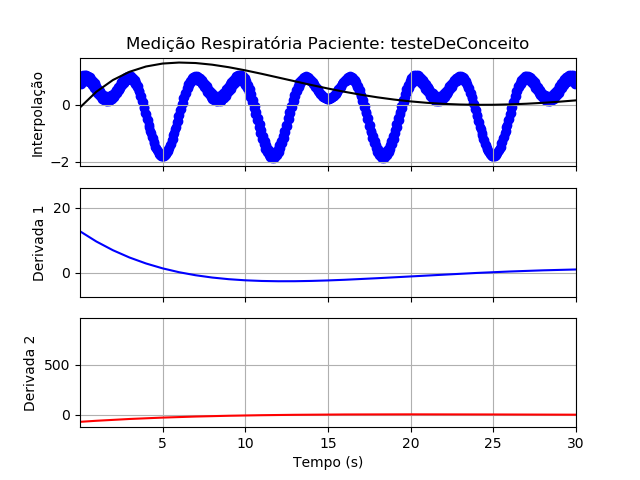 Medição Respiratória Paciente: testeDeConceito
Interpolação
0
−2
Derivada 1
20
0
Derivada 2
500
0
5
10
15
20
25
30
Tempo (s)